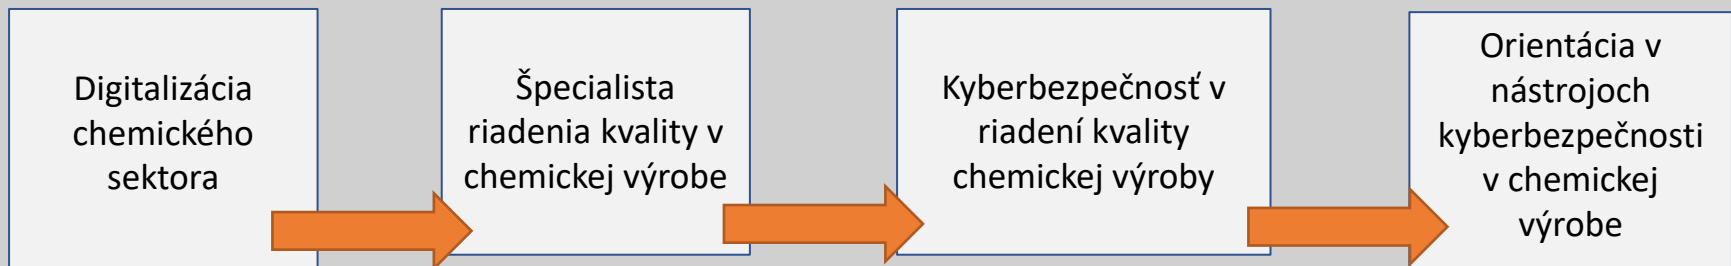 Digitalizácia
chemického
sektora
Špecialista
riadenia kvality v
chemickej výrobe
Kyberbezpečnosť v
riadení kvality
chemickej výroby
Orientácia v
nástrojoch
kyberbezpečnosti
v chemickej
výrobe